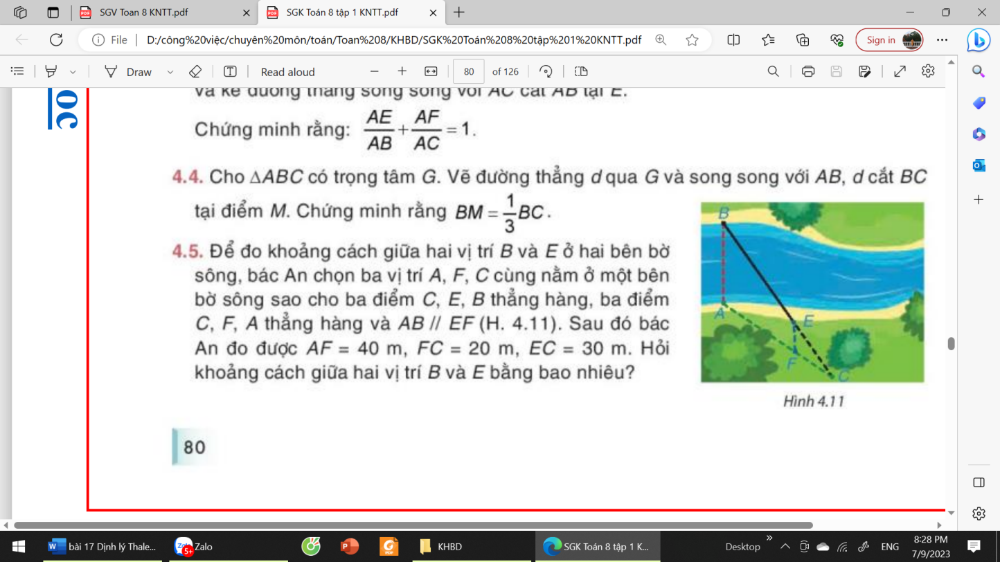 SGV Toan 8 KNTT.pdf
SGK Toán 8 tập 1 KNTT.pdf
File | D:/công%20việc/chuyên%20môn/toán/Toan%208/KHBD/SGK%20Toán%208%20tập%201%20KNTT.pdf
Sign in
Draw
Read aloud
80 of 126
và kẻ đường thẳng song song với AC cắt AB tại E.
Chứng minh rằng: AE/AB + AF/AC = 1.
4.4. Cho ΔABC có trọng tâm G. Vẽ đường thẳng d qua G và song song với AB, d cắt BC
tại điểm M. Chứng minh rằng BM = 1/3 BC.
4.5. Để đo khoảng cách giữa hai vị trí B và E ở hai bên bờ
sông, bác An chọn ba vị trí A, F, C cùng nằm ở một bên
bờ sông sao cho ba điểm C, E, B thẳng hàng, ba điểm
C, F, A thẳng hàng và AB // EF (H. 4.11). Sau đó bác
An đo được AF = 40 m, FC = 20 m, EC = 30 m. Hỏi
khoảng cách giữa hai vị trí B và E bằng bao nhiêu?
B
A
E
F
C
Hình 4.11
80
bài 17 Định lý Thale...
Zalo
5+
KHBD
SGK Toán 8 tập 1 K...
Desktop
ENG
8:28 PM
7/9/2023